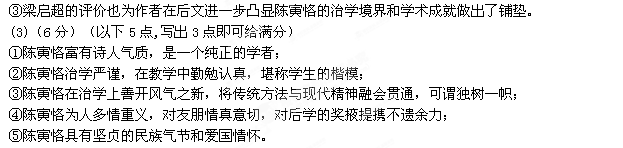 ③梁启超的评价也为作者在后文进一步凸显陈寅恪的治学境界和学术成就做出了铺垫。
(3)（6分）（以下5点,写出3点即可给满分）
①陈寅恪富有诗人气质，是一个纯正的学者；
②陈寅恪治学严谨，在教学中勤勉认真，堪称学生的楷模；
③陈寅恪在治学上善开风气之新，将传统方法与现代精神融会贯通，可谓独树一帜；
④陈寅恪为人多情重义，对友朋情真意切，对后学的奖掖提携不遗余力；
⑤陈寅恪具有坚贞的民族气节和爱国情怀。